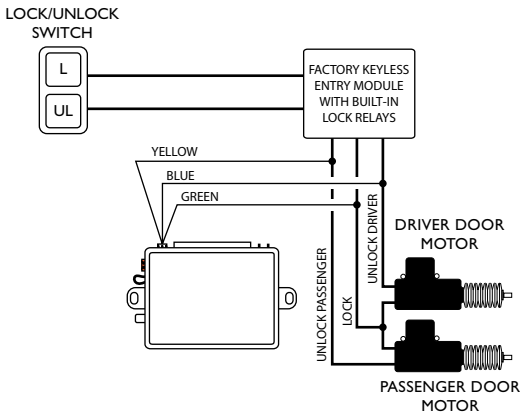 LOCK/UNLOCK
SWITCH
L
UL
FACTORY KEYLESS
ENTRY MODULE
WITH BUILT-IN
LOCK RELAYS
YELLOW
BLUE
GREEN
UNLOCK PASSENGER
LOCK
UNLOCK DRIVER
DRIVER DOOR
MOTOR
PASSENGER DOOR
MOTOR